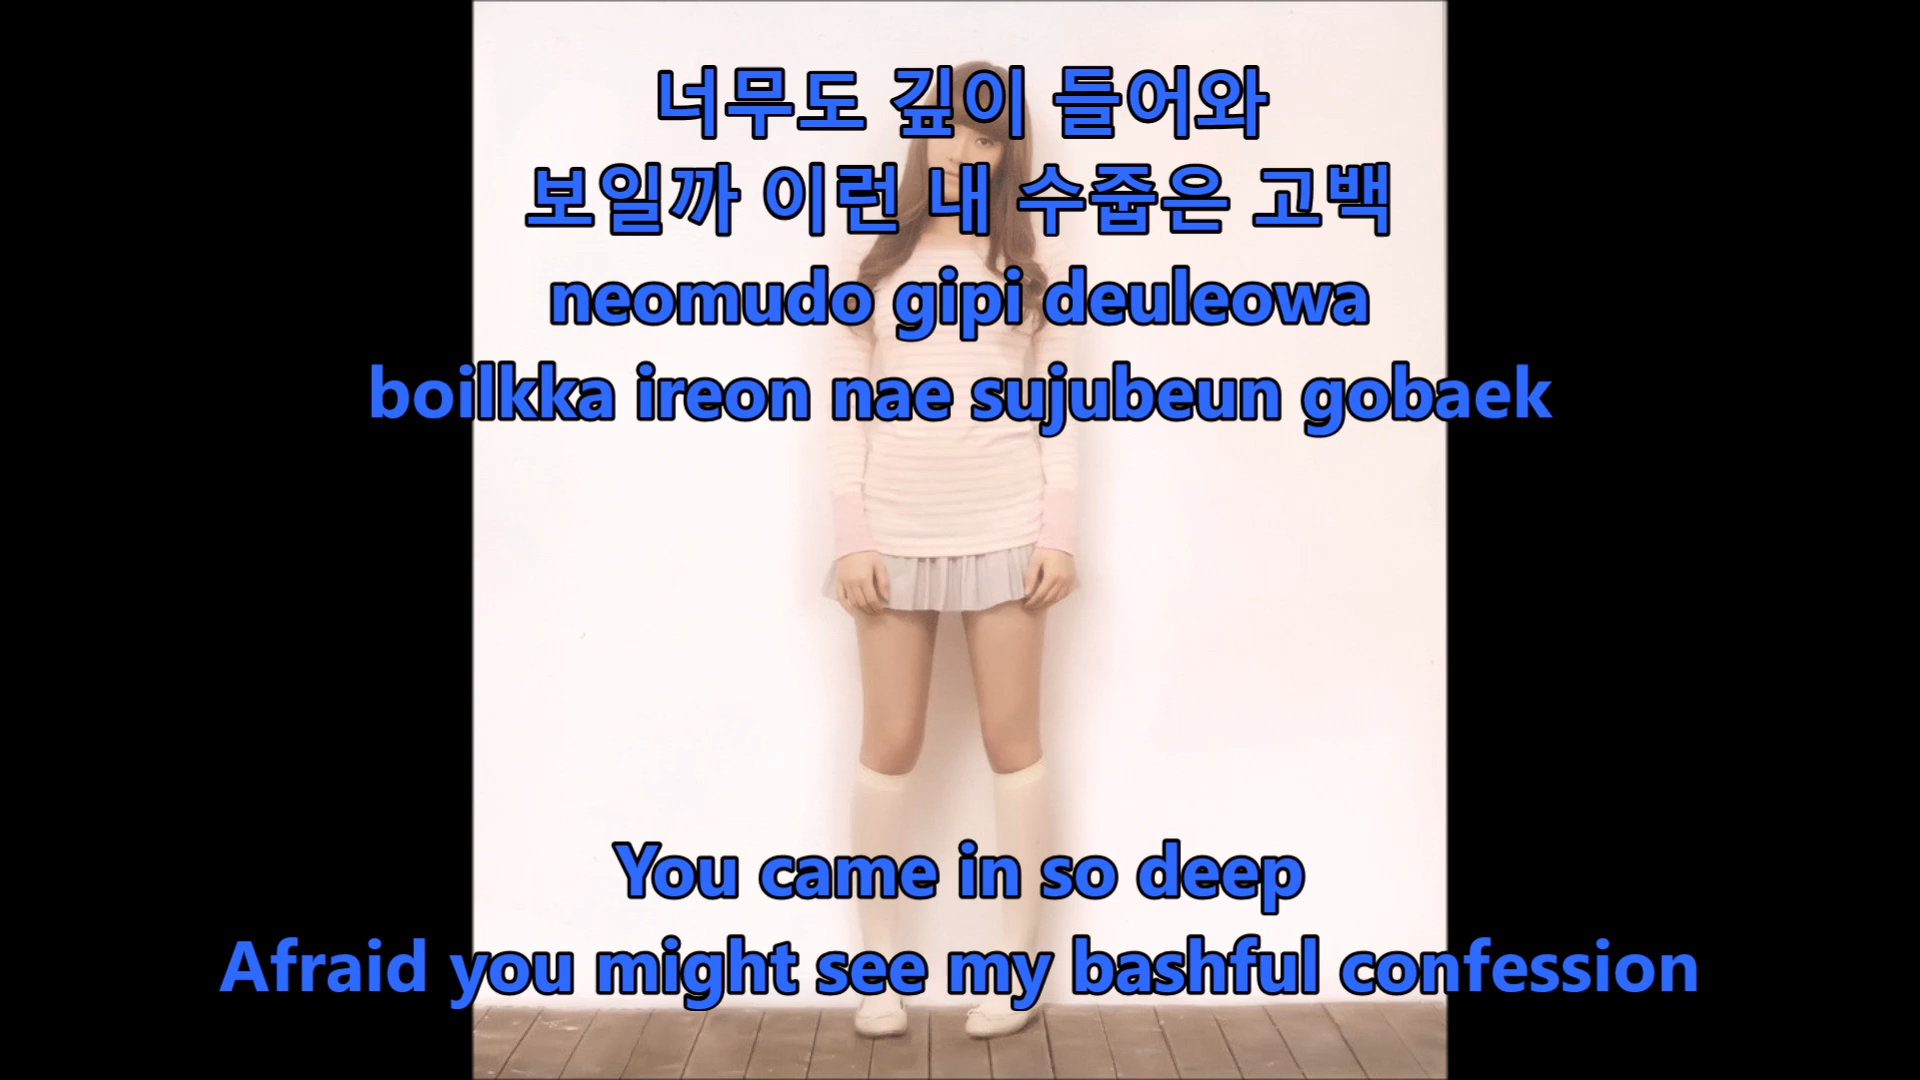 너무도 깊이 들어와
보일까 이런 내 수줍은 고백
neomudo gipi deuleowa
boilkka ireon nae sujubeun gobaek
You came in so deep
Afraid you might see my bashful confession